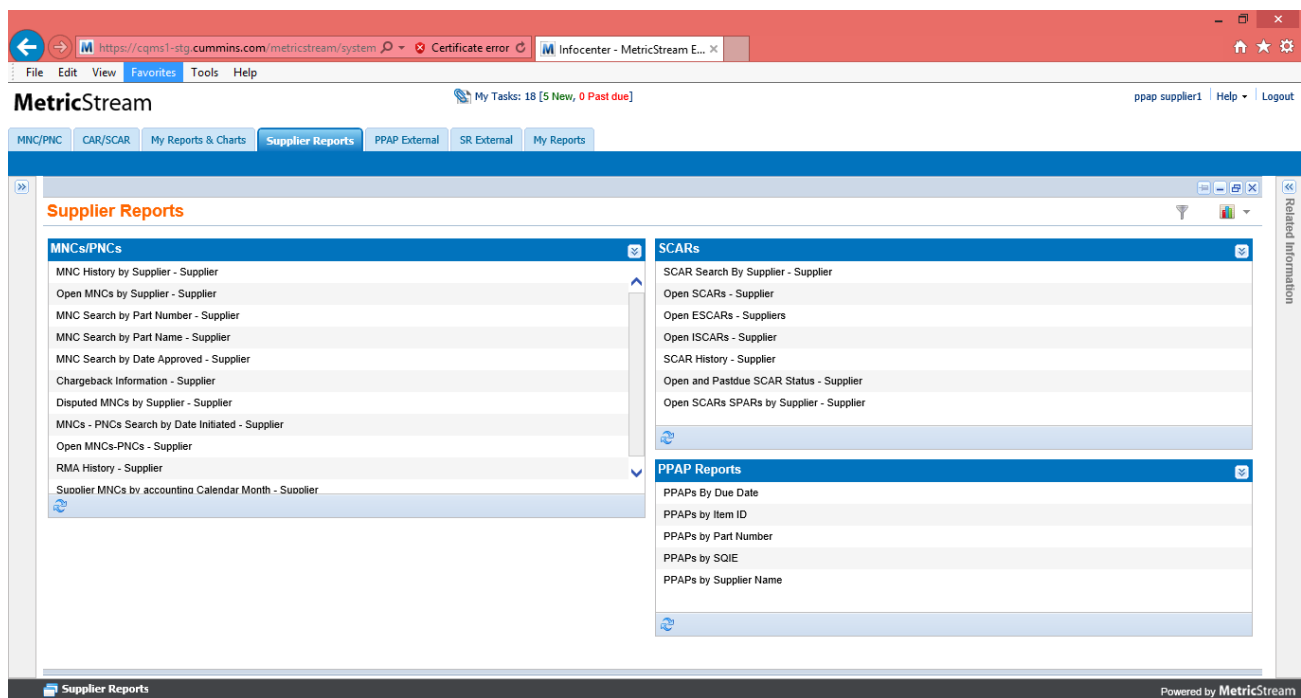 https://cqms1-stg.cummins.com/metricstream/system
Certificate error
Infocenter - MetricStream E...
File Edit View Favorites Tools Help
MetricStream
My Tasks: 18 [5 New, 0 Past due]
ppap supplier1 Help Logout
MNC/PNC CAR/SCAR My Reports & Charts Supplier Reports PPAP External SR External My Reports
Supplier Reports
MNCs/PNCs
MNC History by Supplier - Supplier
Open MNCs by Supplier - Supplier
MNC Search by Part Number - Supplier
MNC Search by Part Name - Supplier
MNC Search by Date Approved - Supplier
Chargeback Information - Supplier
Disputed MNCs by Supplier - Supplier
MNCs - PNCs Search by Date Initiated - Supplier
Open MNCs-PNCs - Supplier
RMA History - Supplier
Supplier MNCs by accounting Calendar Month - Supplier
SCARs
SCAR Search By Supplier - Supplier
Open SCARs - Supplier
Open ESCARs - Suppliers
Open ISCARs - Supplier
SCAR History - Supplier
Open and Pastdue SCAR Status - Supplier
Open SCARs SPARs by Supplier - Supplier
PPAP Reports
PPAPs By Due Date
PPAPs by Item ID
PPAPs by Part Number
PPAPs by SQIE
PPAPs by Supplier Name
Related Information
Supplier Reports
Powered by MetricStream